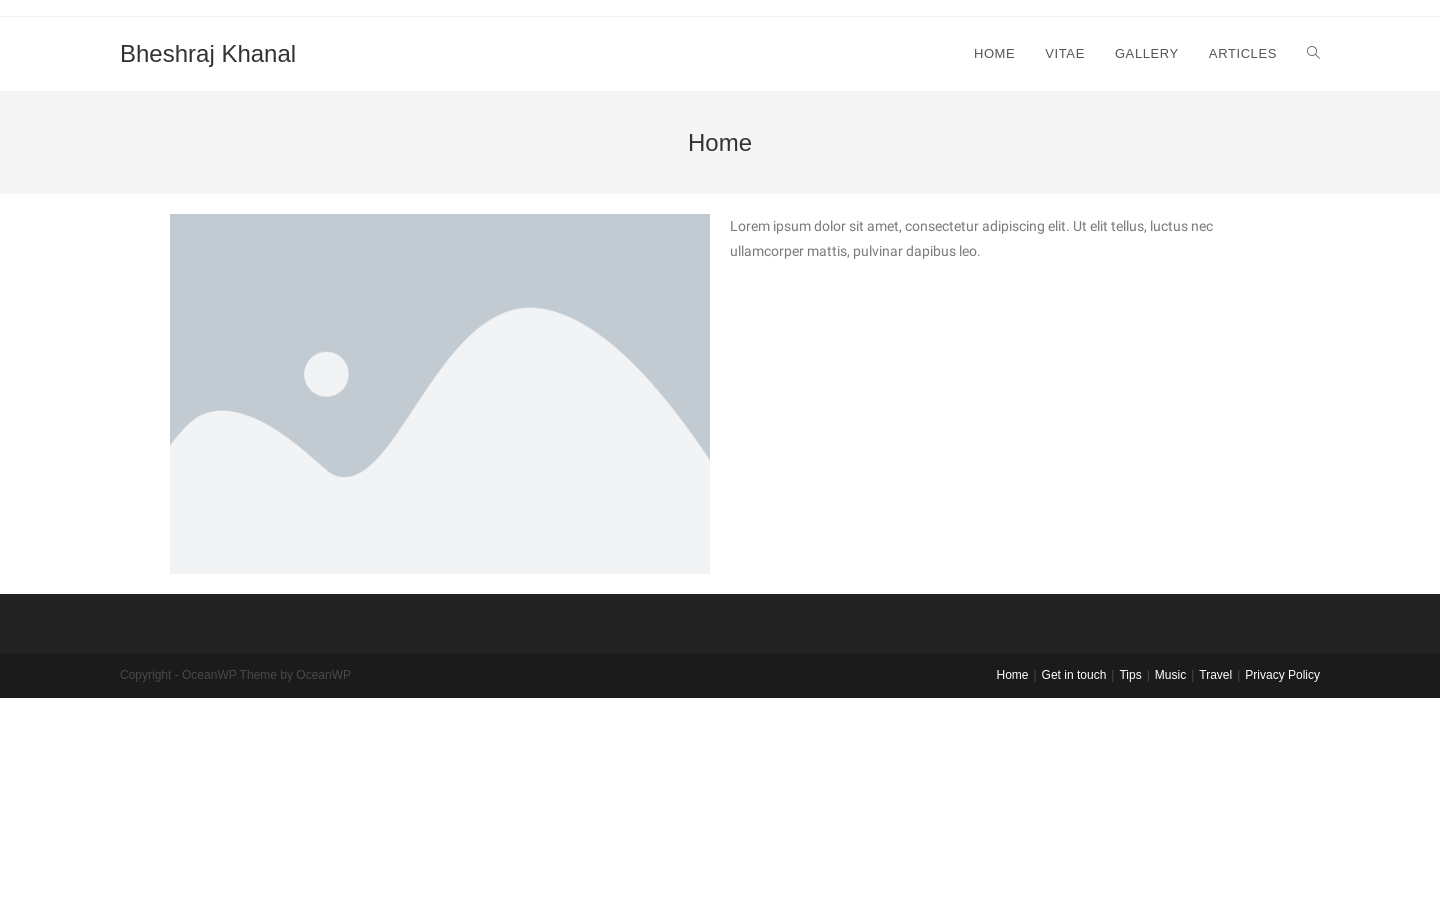 Bheshraj Khanal
HOME VITAE GALLERY ARTICLES
Home
Lorem ipsum dolor sit amet, consectetur adipiscing elit. Ut elit tellus, luctus nec
ullamcorper mattis, pulvinar dapibus leo.
Copyright - OceanWP Theme by OceanWP
Home | Get in touch | Tips | Music | Travel | Privacy Policy